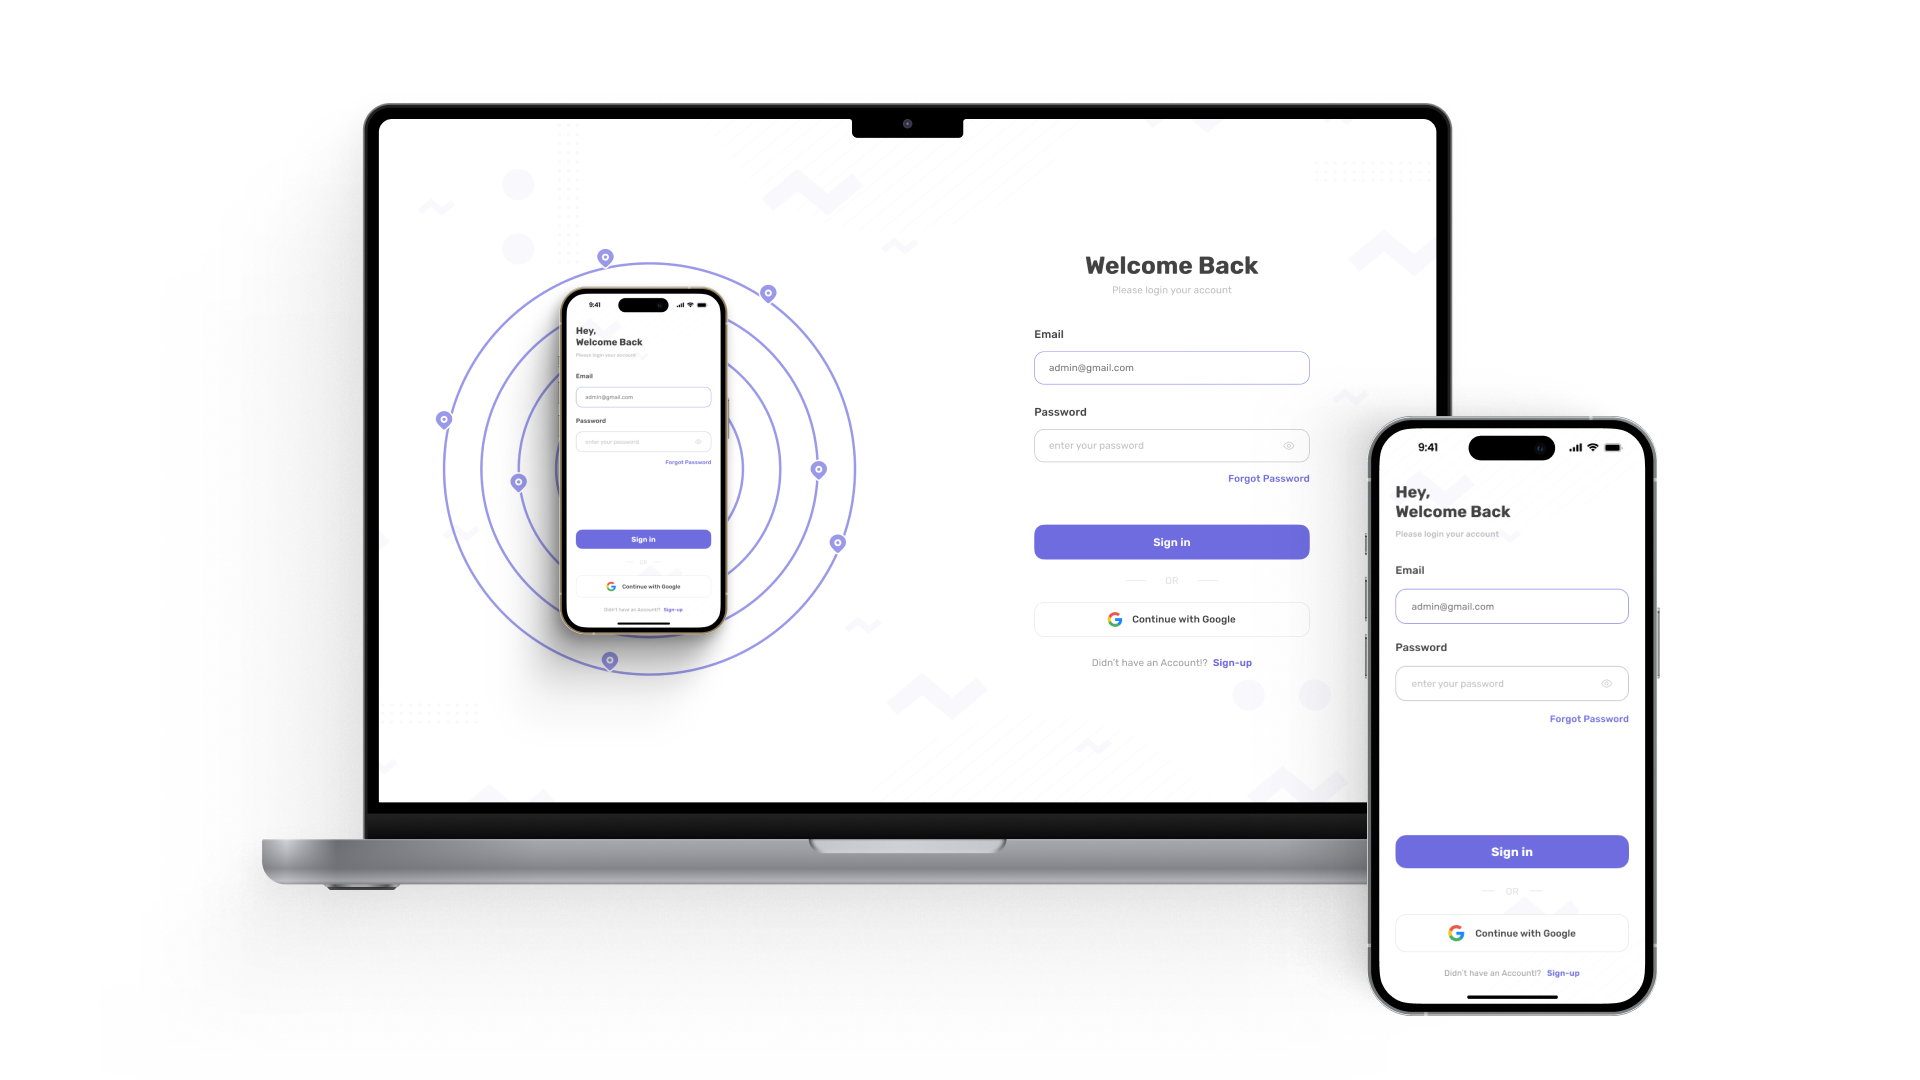 9:41
Hey,
Welcome Back
Please login your account
Email
admin@gmail.com
Password
enter your password
Forgot Password
Sign in
OR
Continue with Google
Didn't have an Account!? Sign-up
Welcome Back
Please login your account
Email
admin@gmail.com
Password
enter your password
Forgot Password
Sign in
OR
Continue with Google
Didn't have an Account!? Sign-up
9:41
Hey,
Welcome Back
Please login your account
Email
admin@gmail.com
Password
enter your password
Forgot Password
Sign in
OR
Continue with Google
Didn't have an Account!? Sign-up